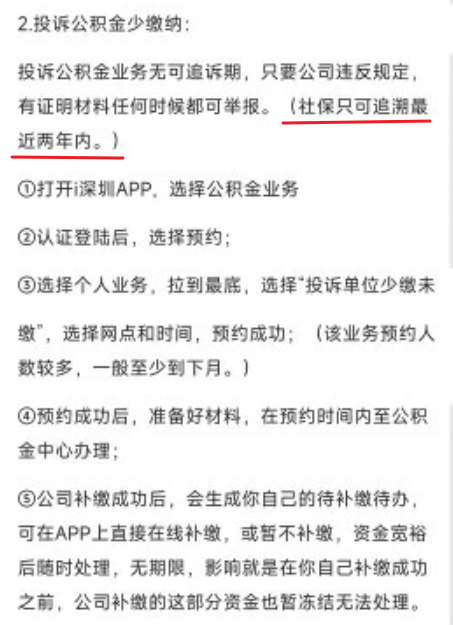 2.投诉公积金少缴纳：
投诉公积金业务无可追诉期，只要公司违反规定，
有证明材料任何时候都可举报。（社保只可追溯最
近两年内。）
①打开i深圳APP，选择公积金业务
②认证登陆后，选择预约；
③选择个人业务，拉到最底，选择“投诉单位少缴未
缴”，选择网点和时间，预约成功；（该业务预约人
数较多，一般至少到下月。）
④预约成功后，准备好材料，在预约时间内至公积
金中心办理；
⑤公司补缴成功后，会生成你自己的待补缴待办，
可在APP上直接在线补缴，或暂不补缴，资金宽裕
后随时处理，无期限，影响就是在你自己补缴成功
之前，公司补缴的这部分资金也暂冻结无法处理。